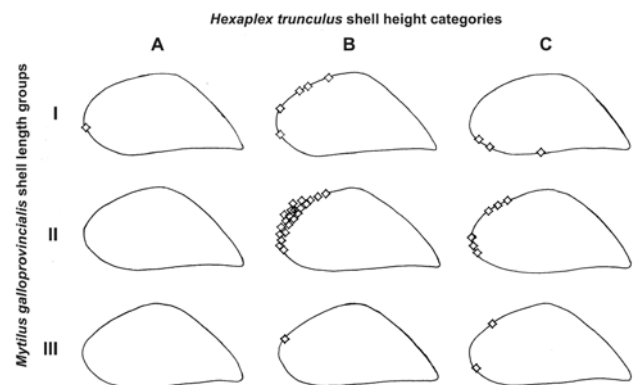 Hexaplex trunculus shell height categories
A B C
Mytilus galloprovincialis shell length groups
I
II
III